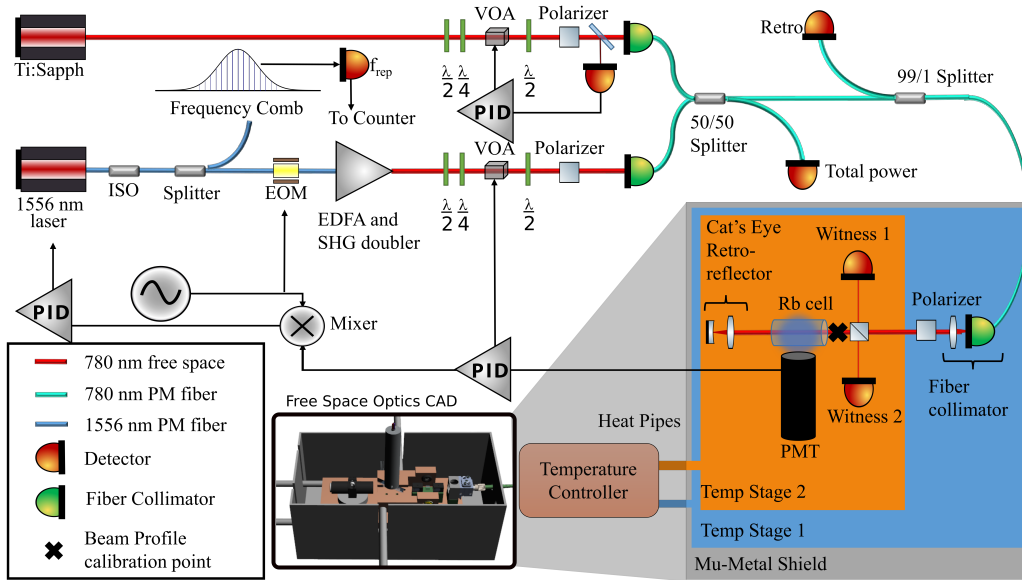 VOA
Polarizer
Retro
Ti:Sapph
f_rep
λ/2
λ/4
λ/2
PID
99/1 Splitter
Frequency Comb
To Counter
50/50
Splitter
VOA
Polarizer
Total power
ISO
Splitter
EOM
1556 nm
laser
EDFA and
SHG doubler
λ/2
λ/4
λ/2
PID
Mixer
PID
Cat's Eye
Retro-
reflector
Witness 1
Rb cell
Polarizer
Witness 2
Fiber
collimator
PMT
Temp Stage 2
Temp Stage 1
Mu-Metal Shield
Heat Pipes
Temperature
Controller
Free Space Optics CAD
780 nm free space
780 nm PM fiber
1556 nm PM fiber
Detector
Fiber Collimator
Beam Profile
calibration point